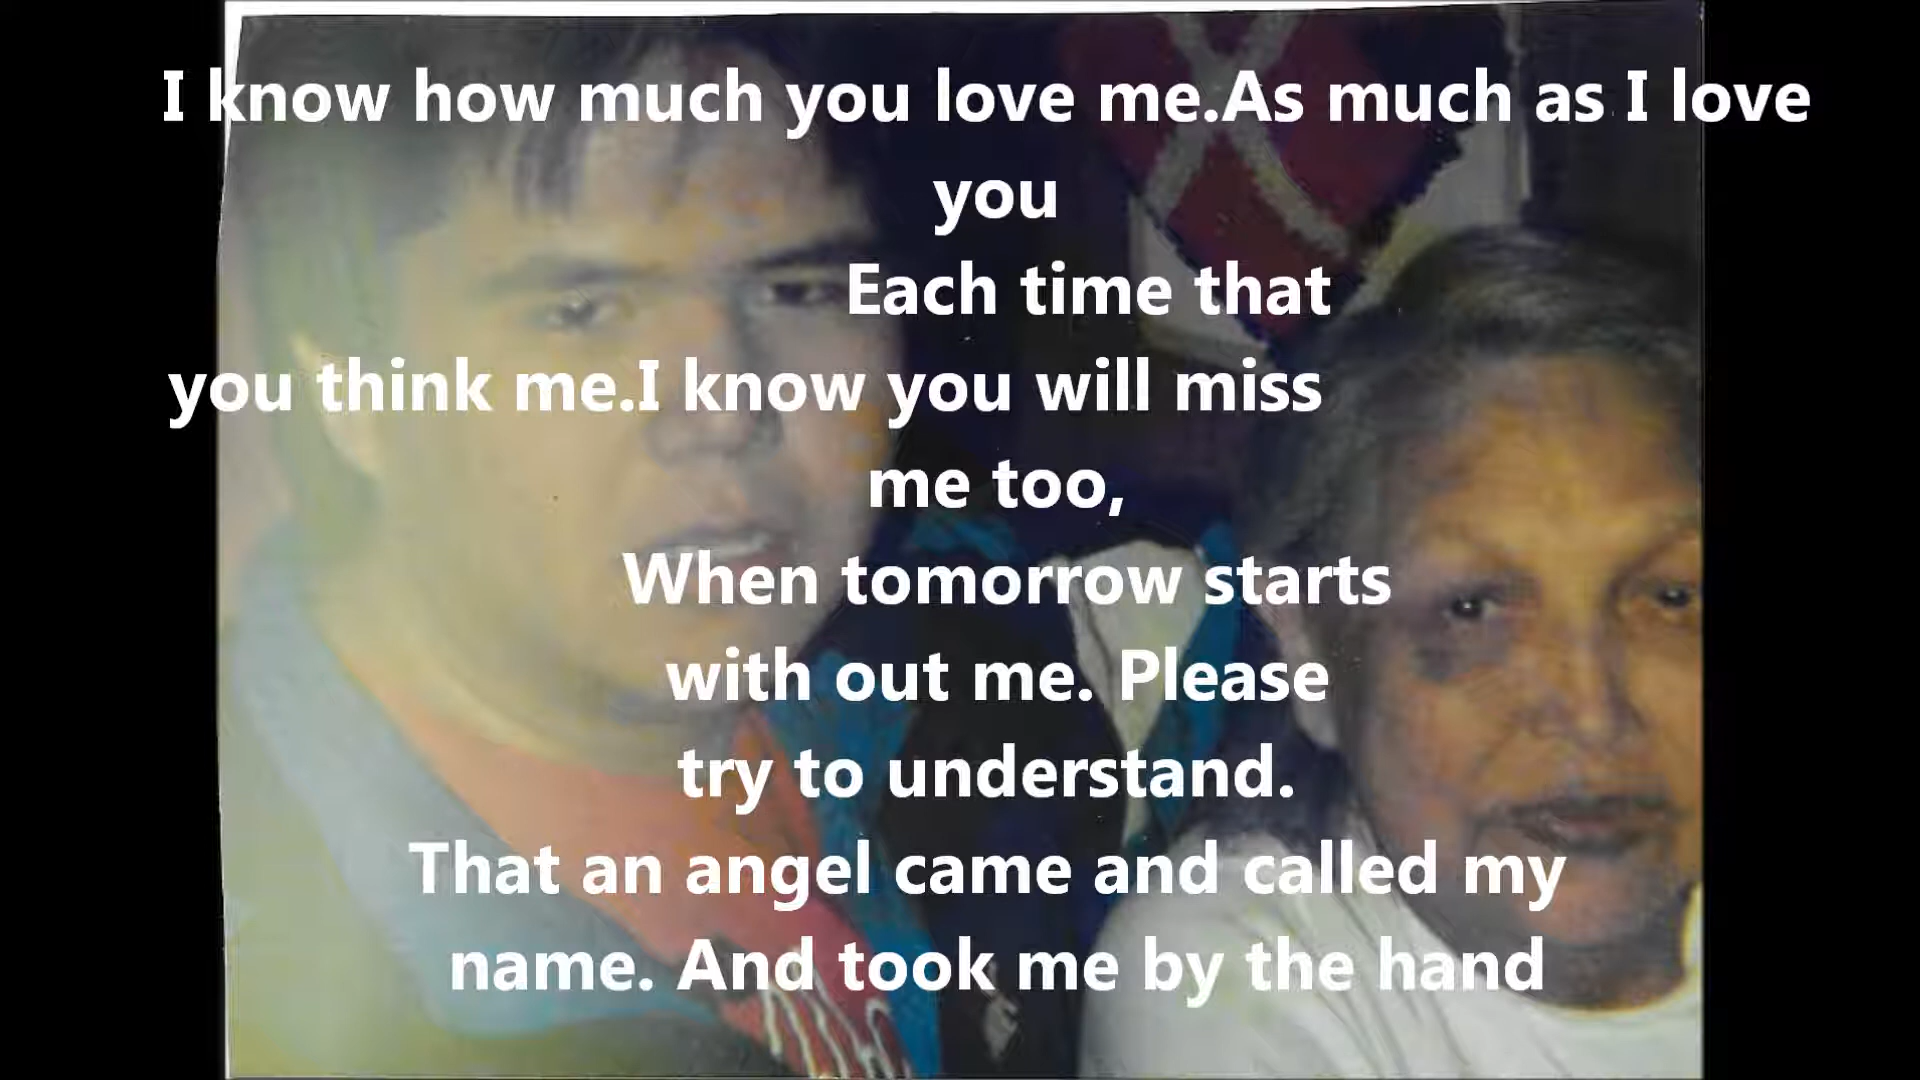 I know how much you love me.As much as I love
you
Each time that
you think me.I know you will miss
me too,
When tomorrow starts
with out me. Please
try to understand.
That an angel came and called my
name. And took me by the hand